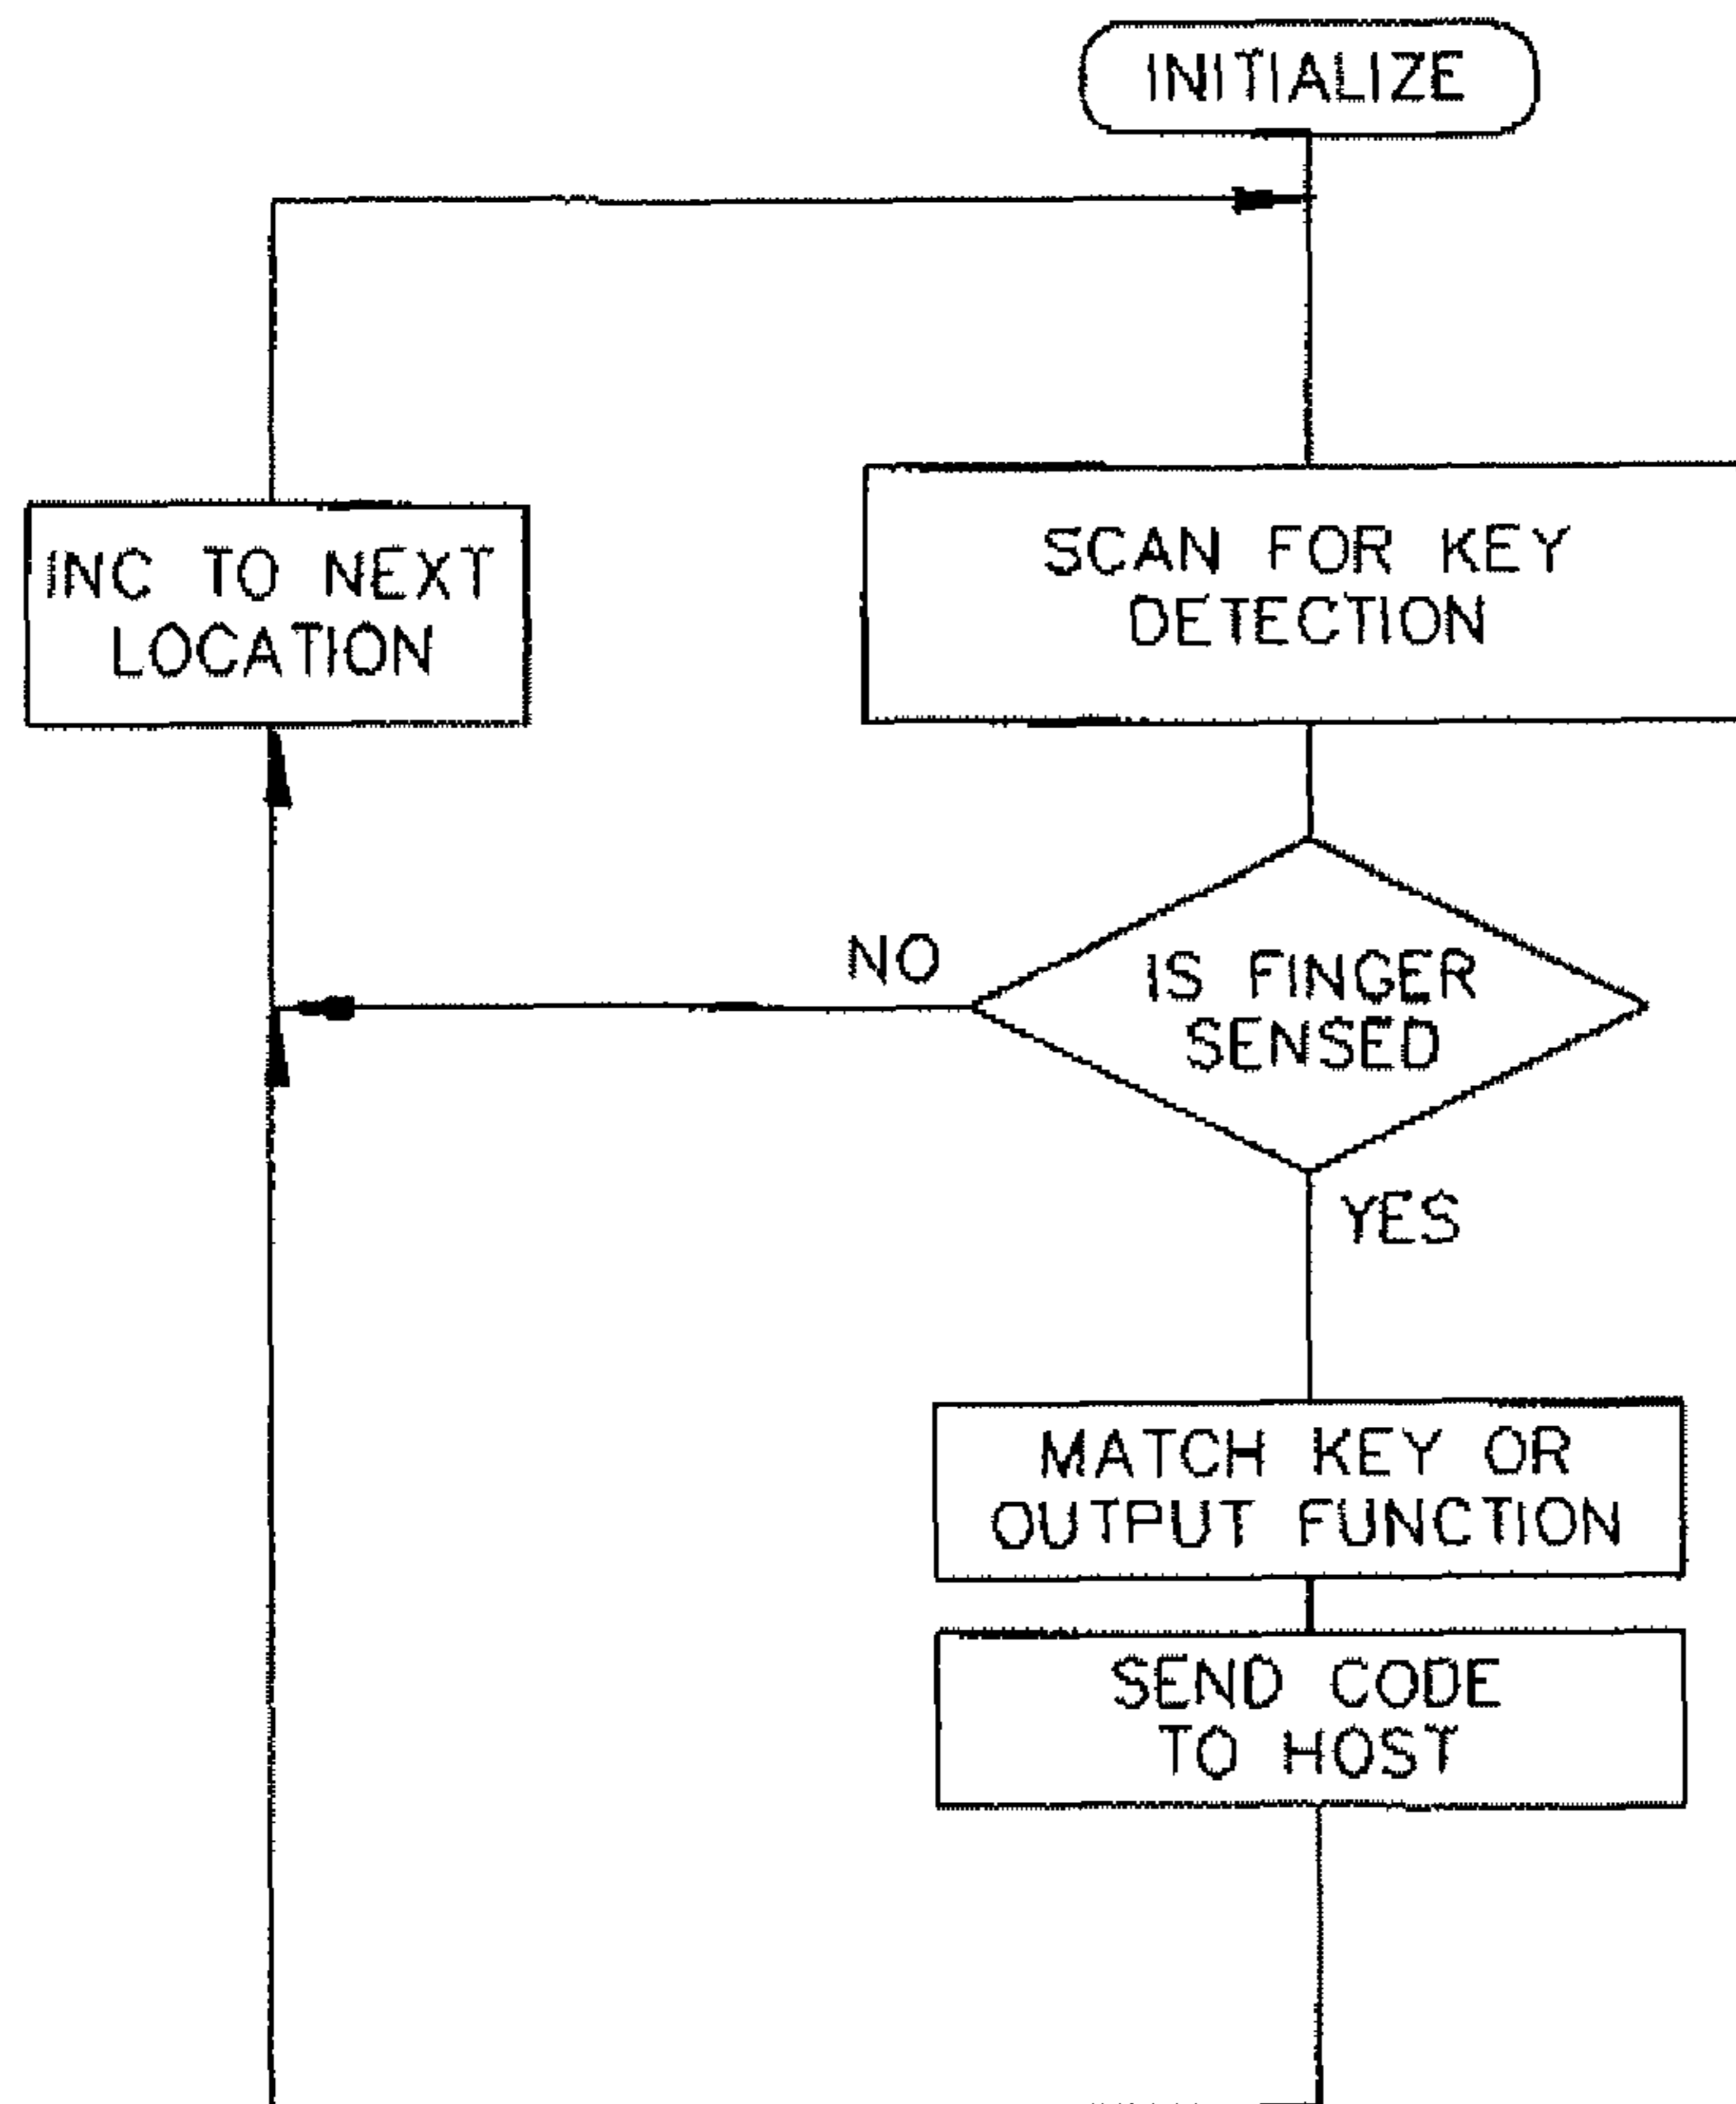 INITIALIZE
INC TO NEXT
LOCATION
SCAN FOR KEY
DETECTION
NO
IS FINGER
SENSED
YES
MATCH KEY OR
OUTPUT FUNCTION
SEND CODE
TO HOST